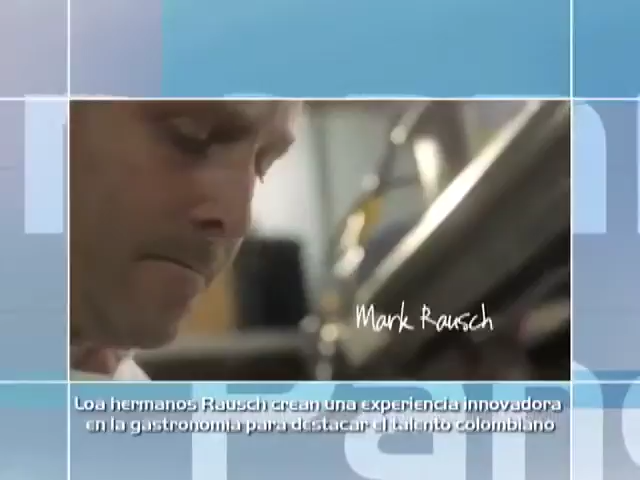 Mark Rausch
Loa hermanos Rausch crean una experiencia innovadora
en la gastronomia para destacar el talento colombiano